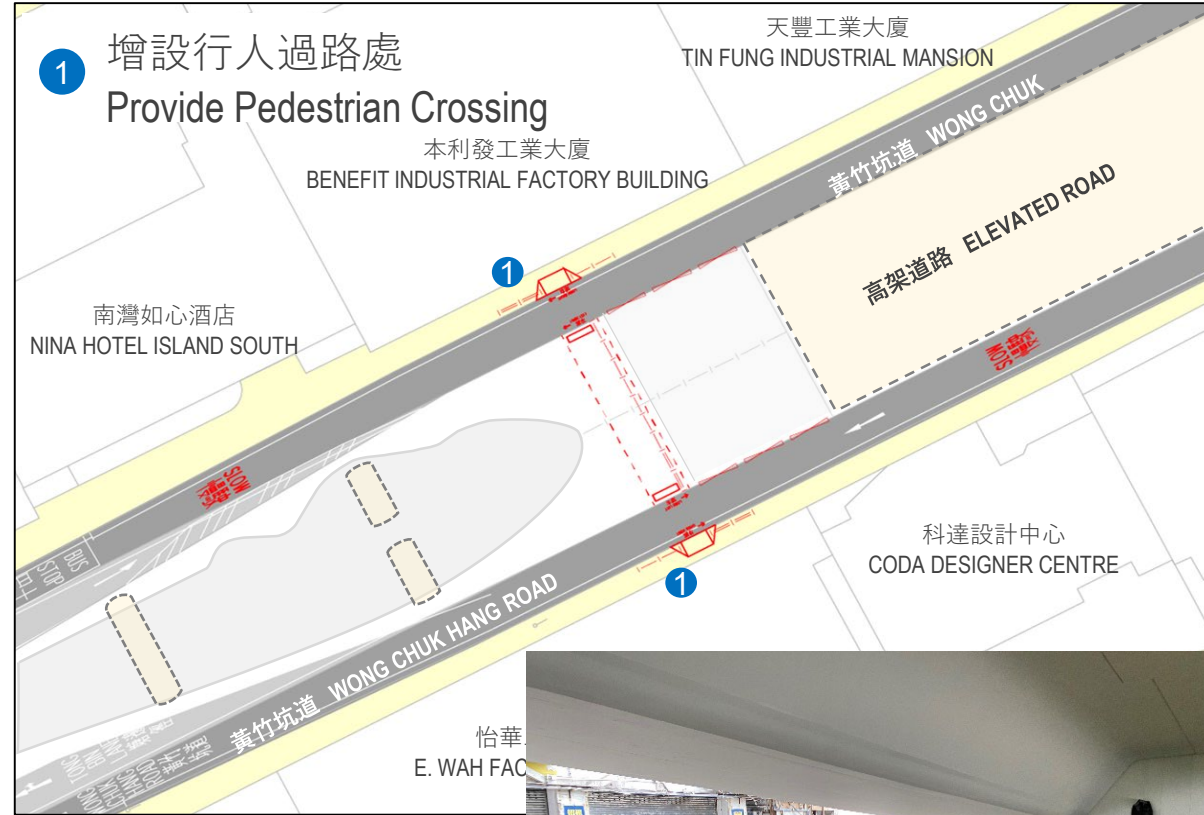 1
增設行人過路處
Provide Pedestrian Crossing
天豐工業大廈
TIN FUNG INDUSTRIAL MANSION
本利發工業大廈
BENEFIT INDUSTRIAL FACTORY BUILDING
黃竹坑道 WONG CHUK
高架道路 ELEVATED ROAD
1
南灣如心酒店
NINA HOTEL ISLAND SOUTH
慢
SLOW
慢
SLOW
BUS
STOP
科達設計中心
CODA DESIGNER CENTRE
1
黃竹坑道 WONG CHUK HANG ROAD
怡華
E. WAH FAC